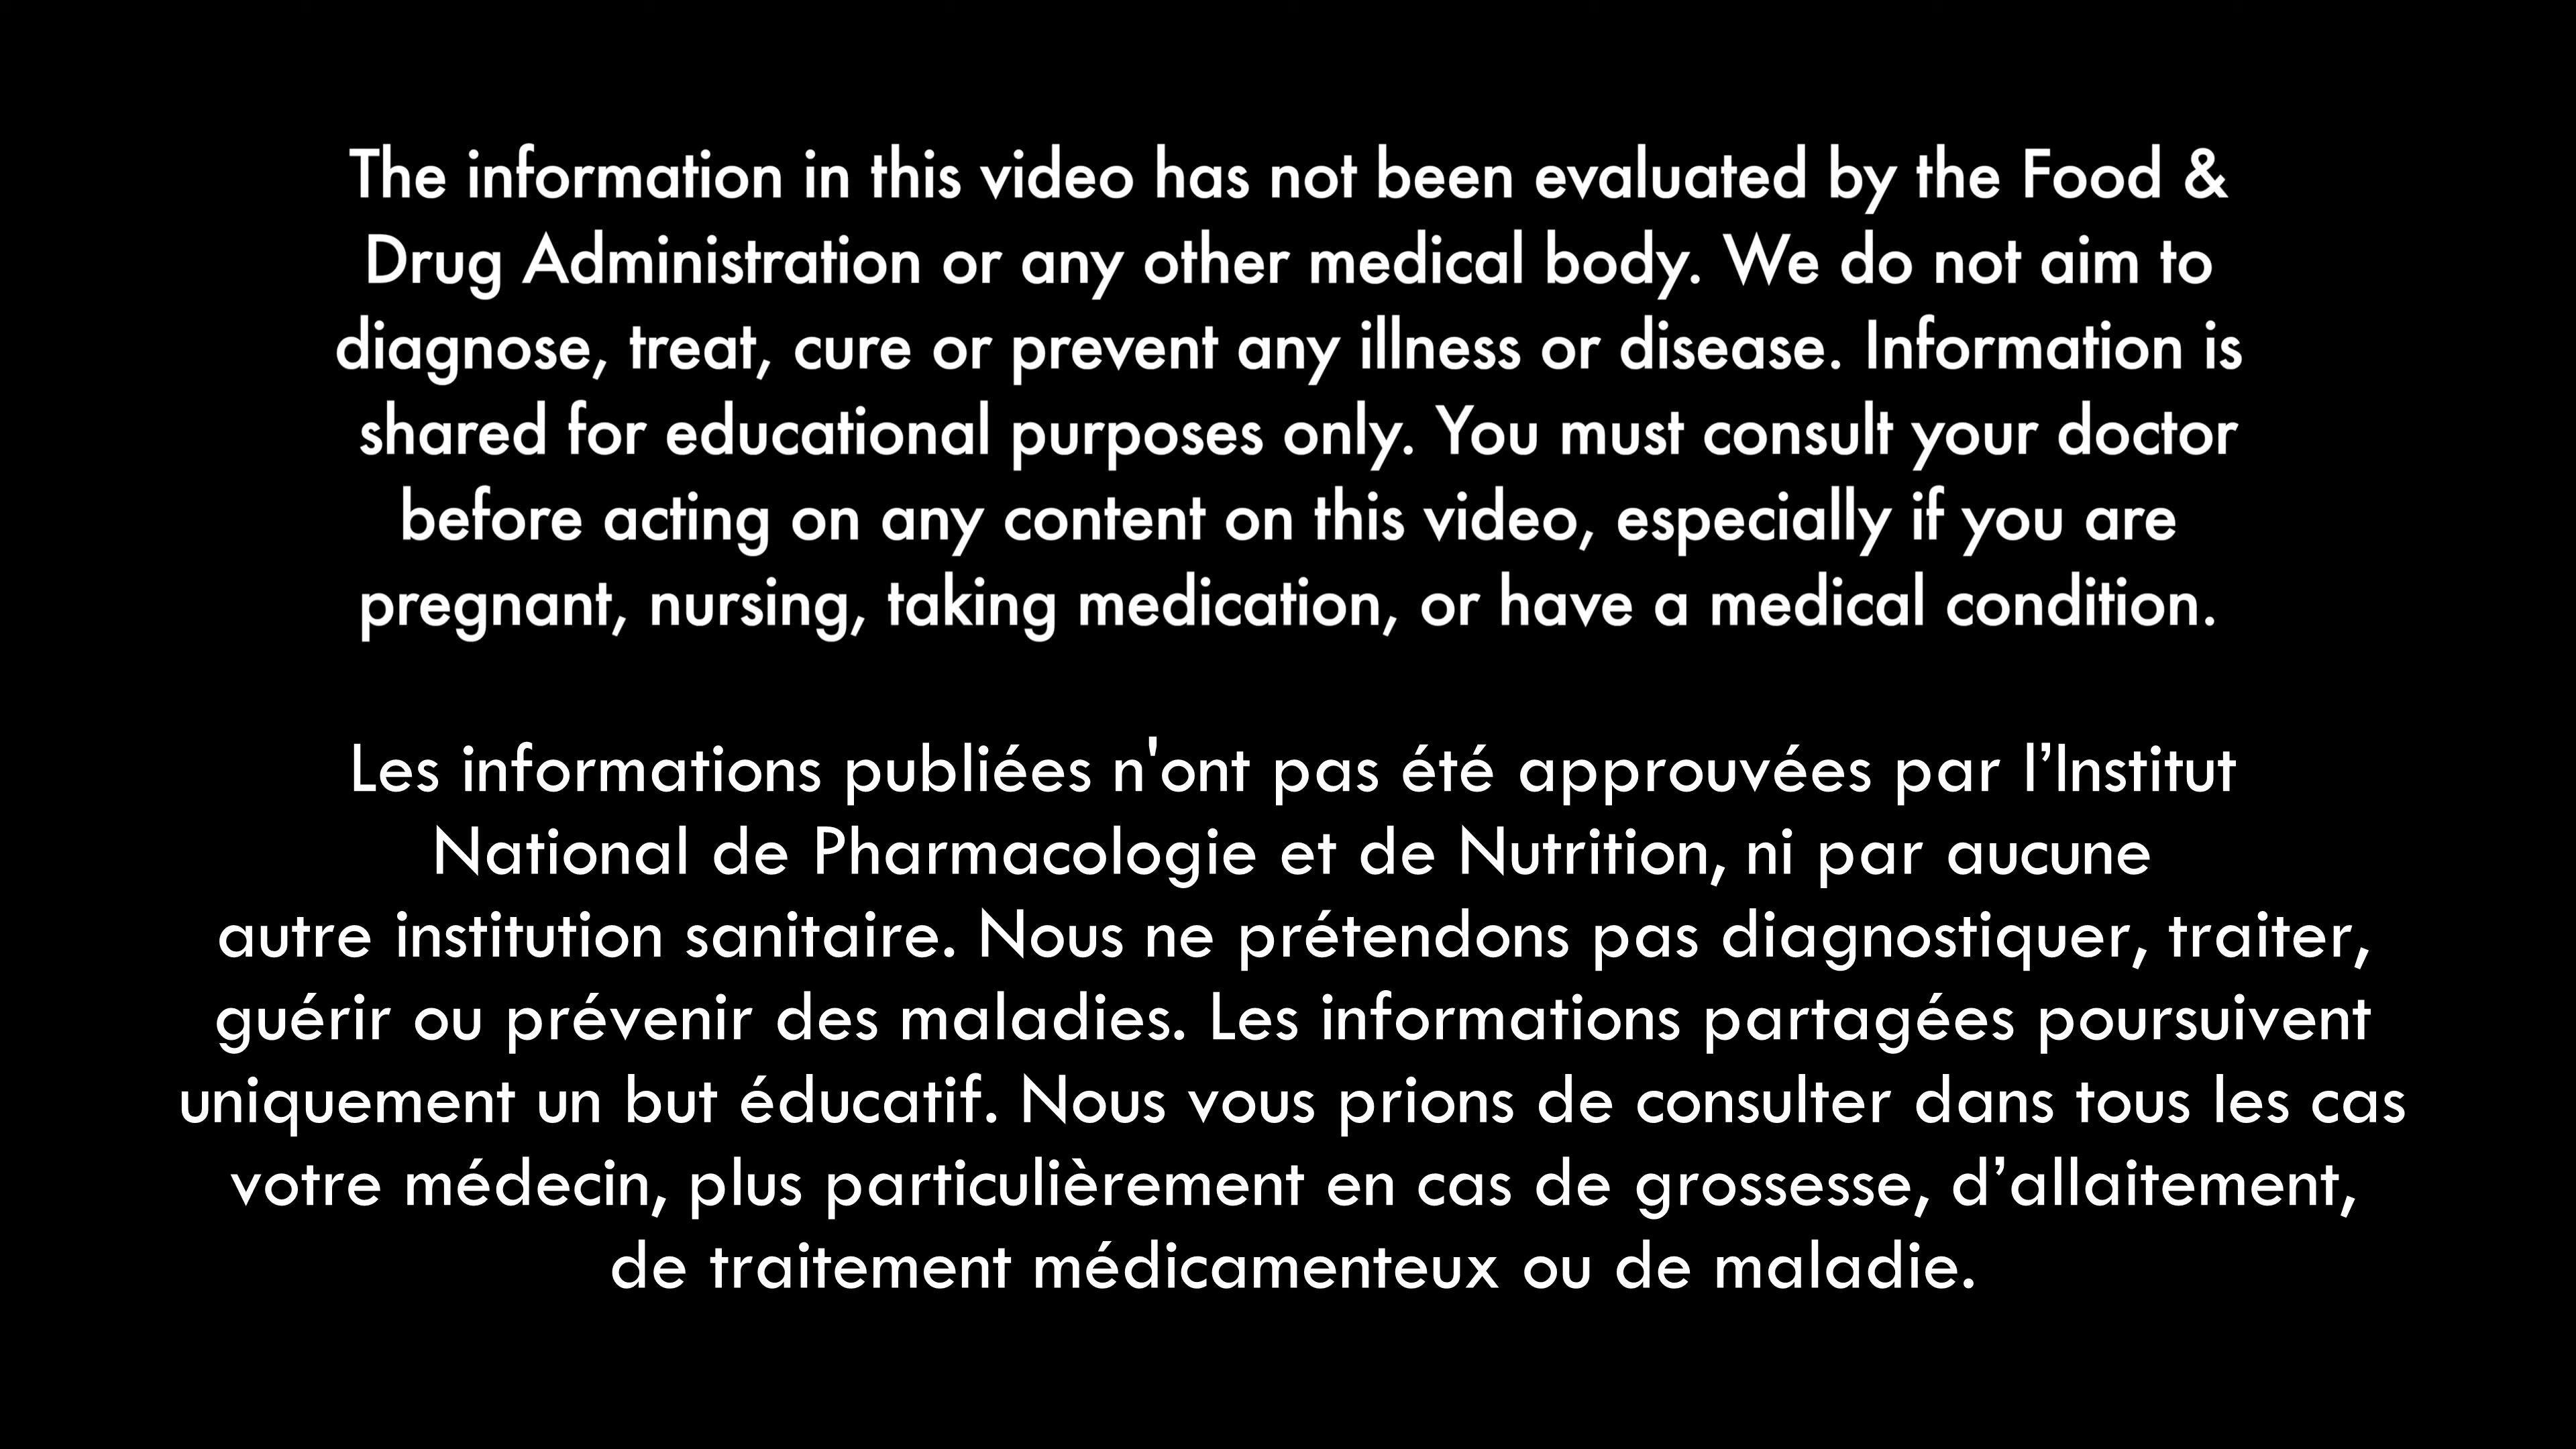 The information in this video has not been evaluated by the Food &
Drug Administration or any other medical body. We do not aim to
diagnose, treat, cure or prevent any illness or disease. Information is
shared for educational purposes only. You must consult your doctor
before acting on any content on this video, especially if you are
pregnant, nursing, taking medication, or have a medical condition.
Les informations publiées n'ont pas été approuvées par l’Institut
National de Pharmacologie et de Nutrition, ni par aucune
autre institution sanitaire. Nous ne prétendons pas diagnostiquer, traiter,
guérir ou prévenir des maladies. Les informations partagées poursuivent
uniquement un but éducatif. Nous vous prions de consulter dans tous les cas
votre médecin, plus particulièrement en cas de grossesse, d’allaitement,
de traitement médicamenteux ou de maladie.